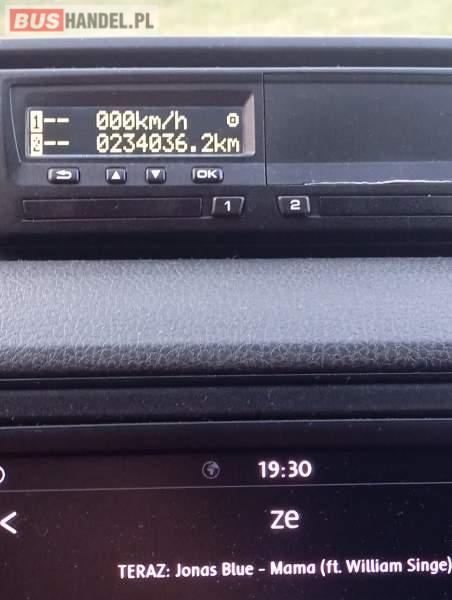 BUSHANDEL.PL
1-- 000km/h
2-- 0234036.2km
OK
1 2
19:30
ze
TERAZ: Jonas Blue - Mama (ft. William Singe)